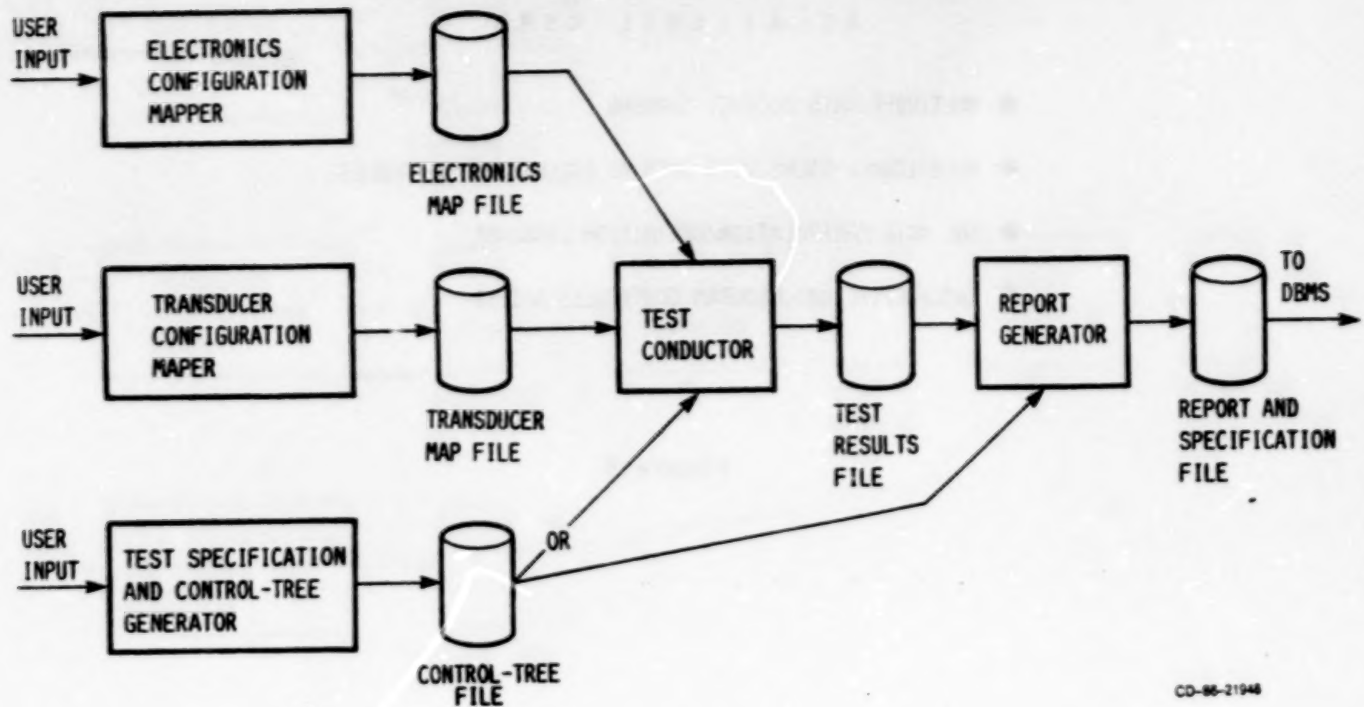 USER
INPUT
ELECTRONICS
CONFIGURATION
MAPPER
ELECTRONICS
MAP FILE
USER
INPUT
TRANSDUCER
CONFIGURATION
MAPER
TRANSDUCER
MAP FILE
TEST
CONDUCTOR
TEST
RESULTS
FILE
REPORT
GENERATOR
REPORT AND
SPECIFICATION
FILE
TO
DBMS
USER
INPUT
TEST SPECIFICATION
AND CONTROL-TREE
GENERATOR
CONTROL-TREE
FILE
OR
CD-86-21948